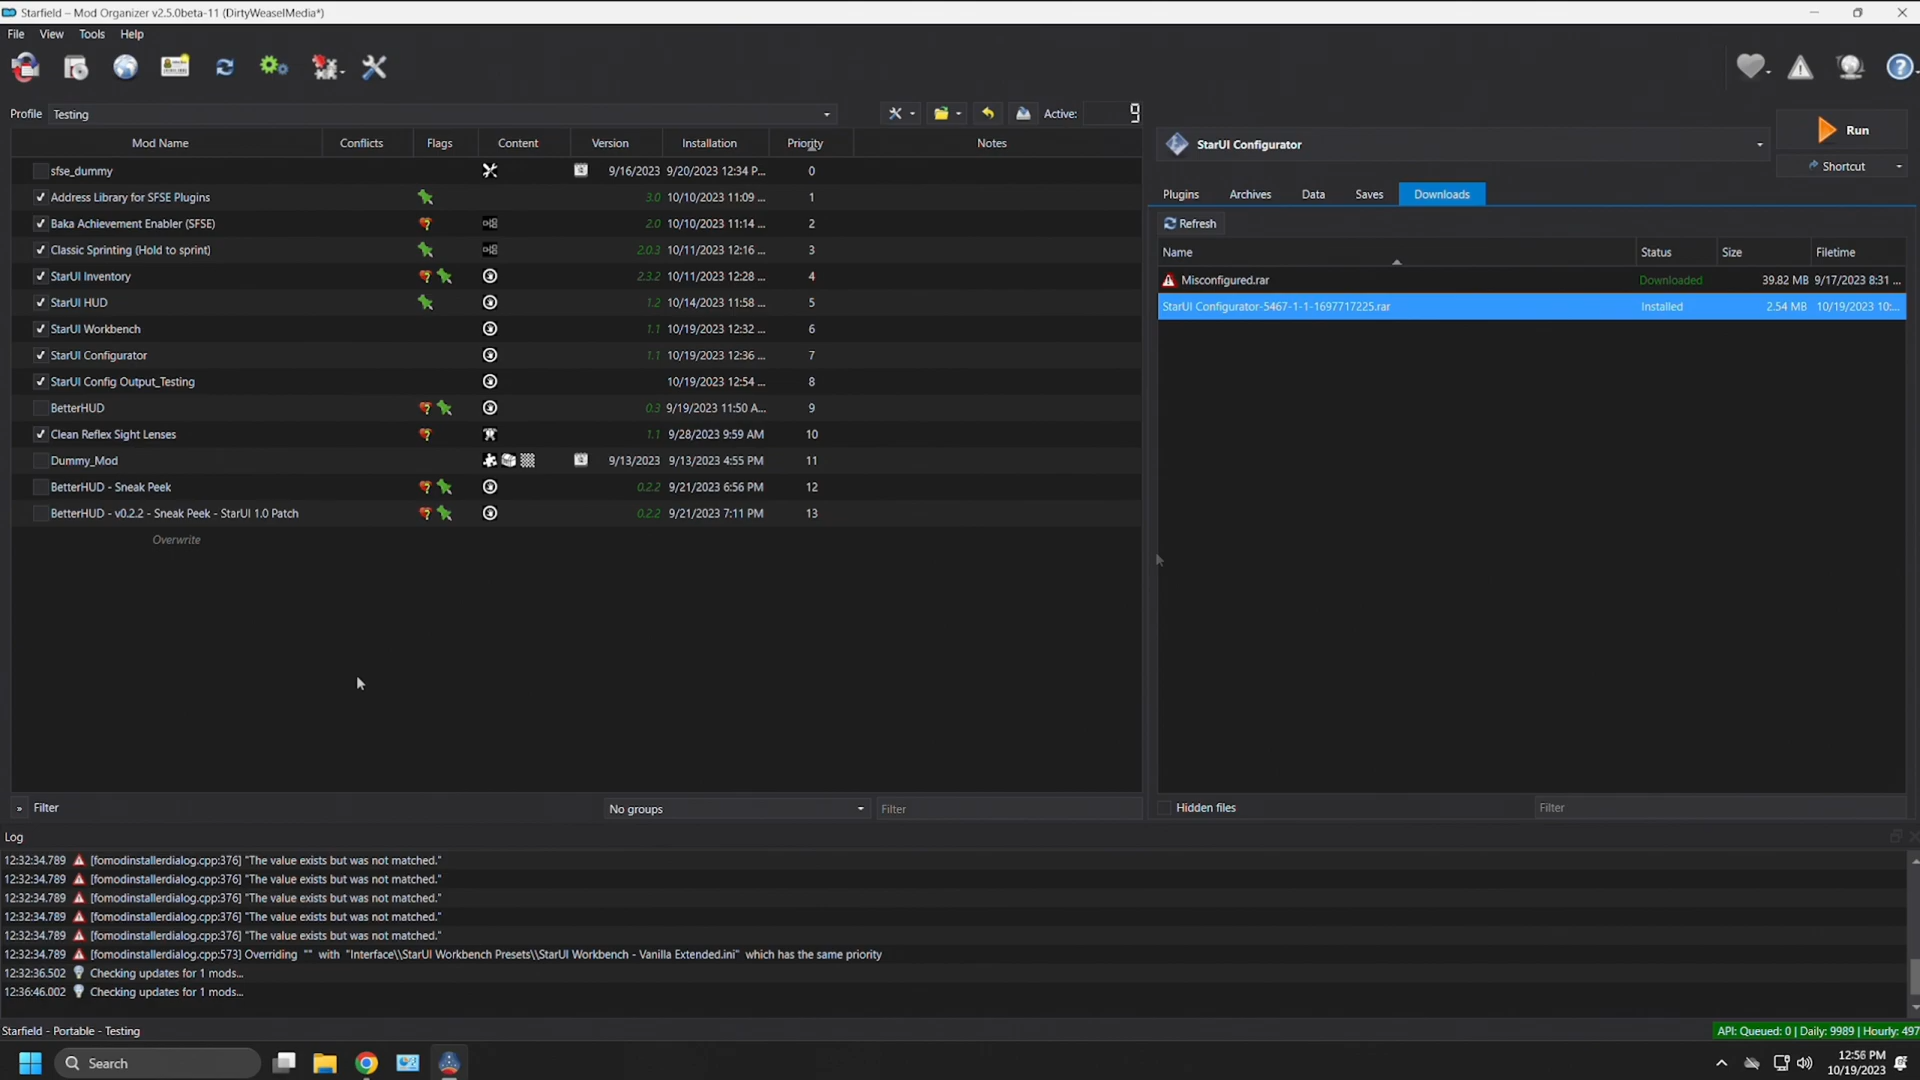 Starfield – Mod Organizer v2.5.0beta-11 (DirtyWeaselMedia*)
File View Tools Help
Profile Testing Active: 9
Mod Name Conflicts Flags Content Version Installation Priority Notes
sfse_dummy 9/16/2023 9/20/2023 12:34 P... 0
Address Library for SFSE Plugins 3.0 10/10/2023 11:09 ... 1
Baka Achievement Enabler (SFSE) 2.0 10/10/2023 11:14 ... 2
Classic Sprinting (Hold to sprint) 2.0.3 10/11/2023 12:16 ... 3
StarUI Inventory 2.3.2 10/11/2023 12:28 ... 4
StarUI HUD 1.2 10/14/2023 11:58 ... 5
StarUI Workbench 1.1 10/19/2023 12:32 ... 6
StarUI Configurator 1.1 10/19/2023 12:36 ... 7
StarUI Config Output_Testing 10/19/2023 12:54 ... 8
BetterHUD 0.3 9/19/2023 11:50 A... 9
Clean Reflex Sight Lenses 1.1 9/28/2023 9:59 AM 10
Dummy_Mod 9/13/2023 9/13/2023 4:55 PM 11
BetterHUD - Sneak Peek 0.2.2 9/21/2023 6:56 PM 12
BetterHUD - v0.2.2 - Sneak Peek - StarUI 1.0 Patch 0.2.2 9/21/2023 7:11 PM 13
Overwrite
» Filter No groups Filter
StarUI Configurator
Run
Shortcut
Plugins Archives Data Saves Downloads
Refresh
Name Status Size Filetime
Misconfigured.rar Downloaded 39.82 MB 9/17/2023 8:31 ...
StarUI Configurator-5467-1-1-1697717225.rar Installed 2.54 MB 10/19/2023 10:...
Hidden files Filter
Log
12:32:34.789 [fomodinstallerdialog.cpp:376] "The value exists but was not matched."
12:32:34.789 [fomodinstallerdialog.cpp:376] "The value exists but was not matched."
12:32:34.789 [fomodinstallerdialog.cpp:376] "The value exists but was not matched."
12:32:34.789 [fomodinstallerdialog.cpp:376] "The value exists but was not matched."
12:32:34.789 [fomodinstallerdialog.cpp:376] "The value exists but was not matched."
12:32:34.789 [fomodinstallerdialog.cpp:573] Overriding "" with "Interface\\StarUI Workbench Presets\\StarUI Workbench - Vanilla Extended.ini" which has the same priority
12:32:36.502 Checking updates for 1 mods...
12:36:46.002 Checking updates for 1 mods...
Starfield - Portable - Testing API: Queued: 0 | Daily: 9989 | Hourly: 497
Search
12:56 PM
10/19/2023